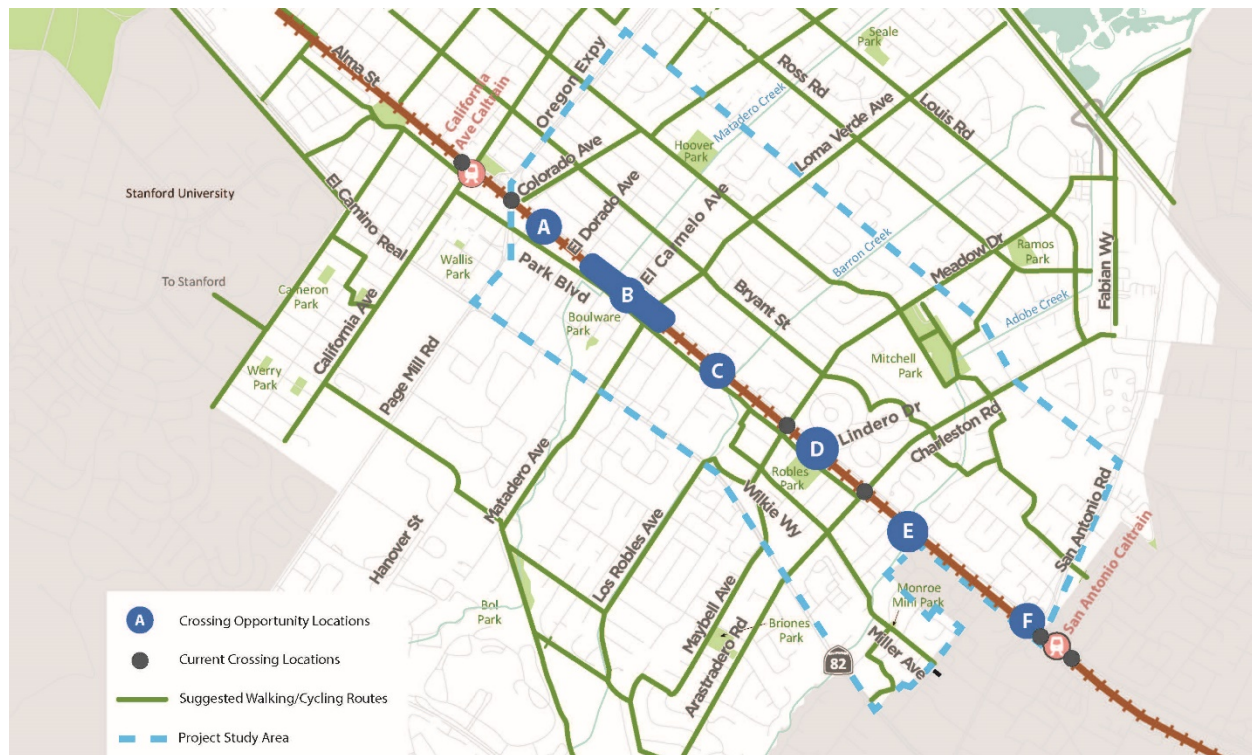 Seale
Park
Alma St
California
Ave Caltrain
Oregon Expy
Ross Rd
Matadero Creek
Louis Rd
Loma Verde Ave
Hoover
Park
Colorado Ave
Stanford University
El Camino Real
A
El Dorado Ave
El Carmelo Ave
Meadow Dr
Ramos
Park
Barron Creek
Fabian Wy
Wallis
Park
Park Blvd
To Stanford
Cameron
Park
B
Bryant St
Adobe Creek
Boulware
Park
California Ave
Werry
Park
Page Mill Rd
C
Mitchell
Park
Lindero Dr
Charleston Rd
D
Robles
Park
Matadero Ave
Wilkie Wy
San Antonio Rd
Hanover St
Los Robles Ave
E
San Antonio Caltrain
Monroe
Mini Park
Bol
Park
Maybell Ave
Briones
Park
F
Arastradero Rd
Miller Ave
82
A Crossing Opportunity Locations
Current Crossing Locations
Suggested Walking/Cycling Routes
Project Study Area